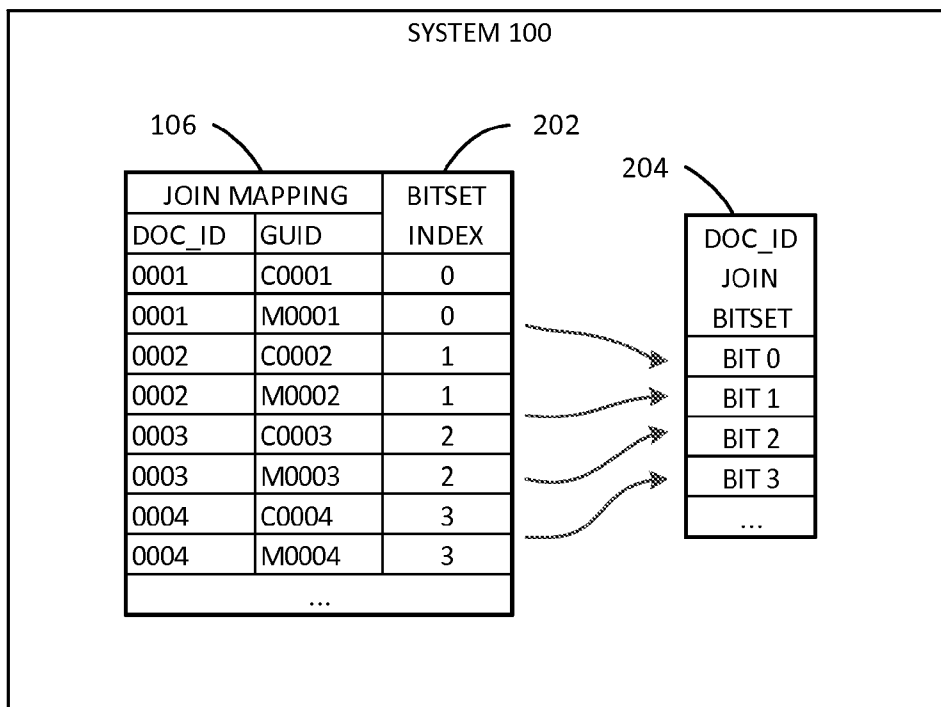 SYSTEM 100
106
202
204
JOIN MAPPING
BITSET
INDEX
DOC_ID GUID
0001 C0001 0
0001 M0001 0
0002 C0002 1
0002 M0002 1
0003 C0003 2
0003 M0003 2
0004 C0004 3
0004 M0004 3
...
DOC_ID
JOIN
BITSET
BIT 0
BIT 1
BIT 2
BIT 3
...